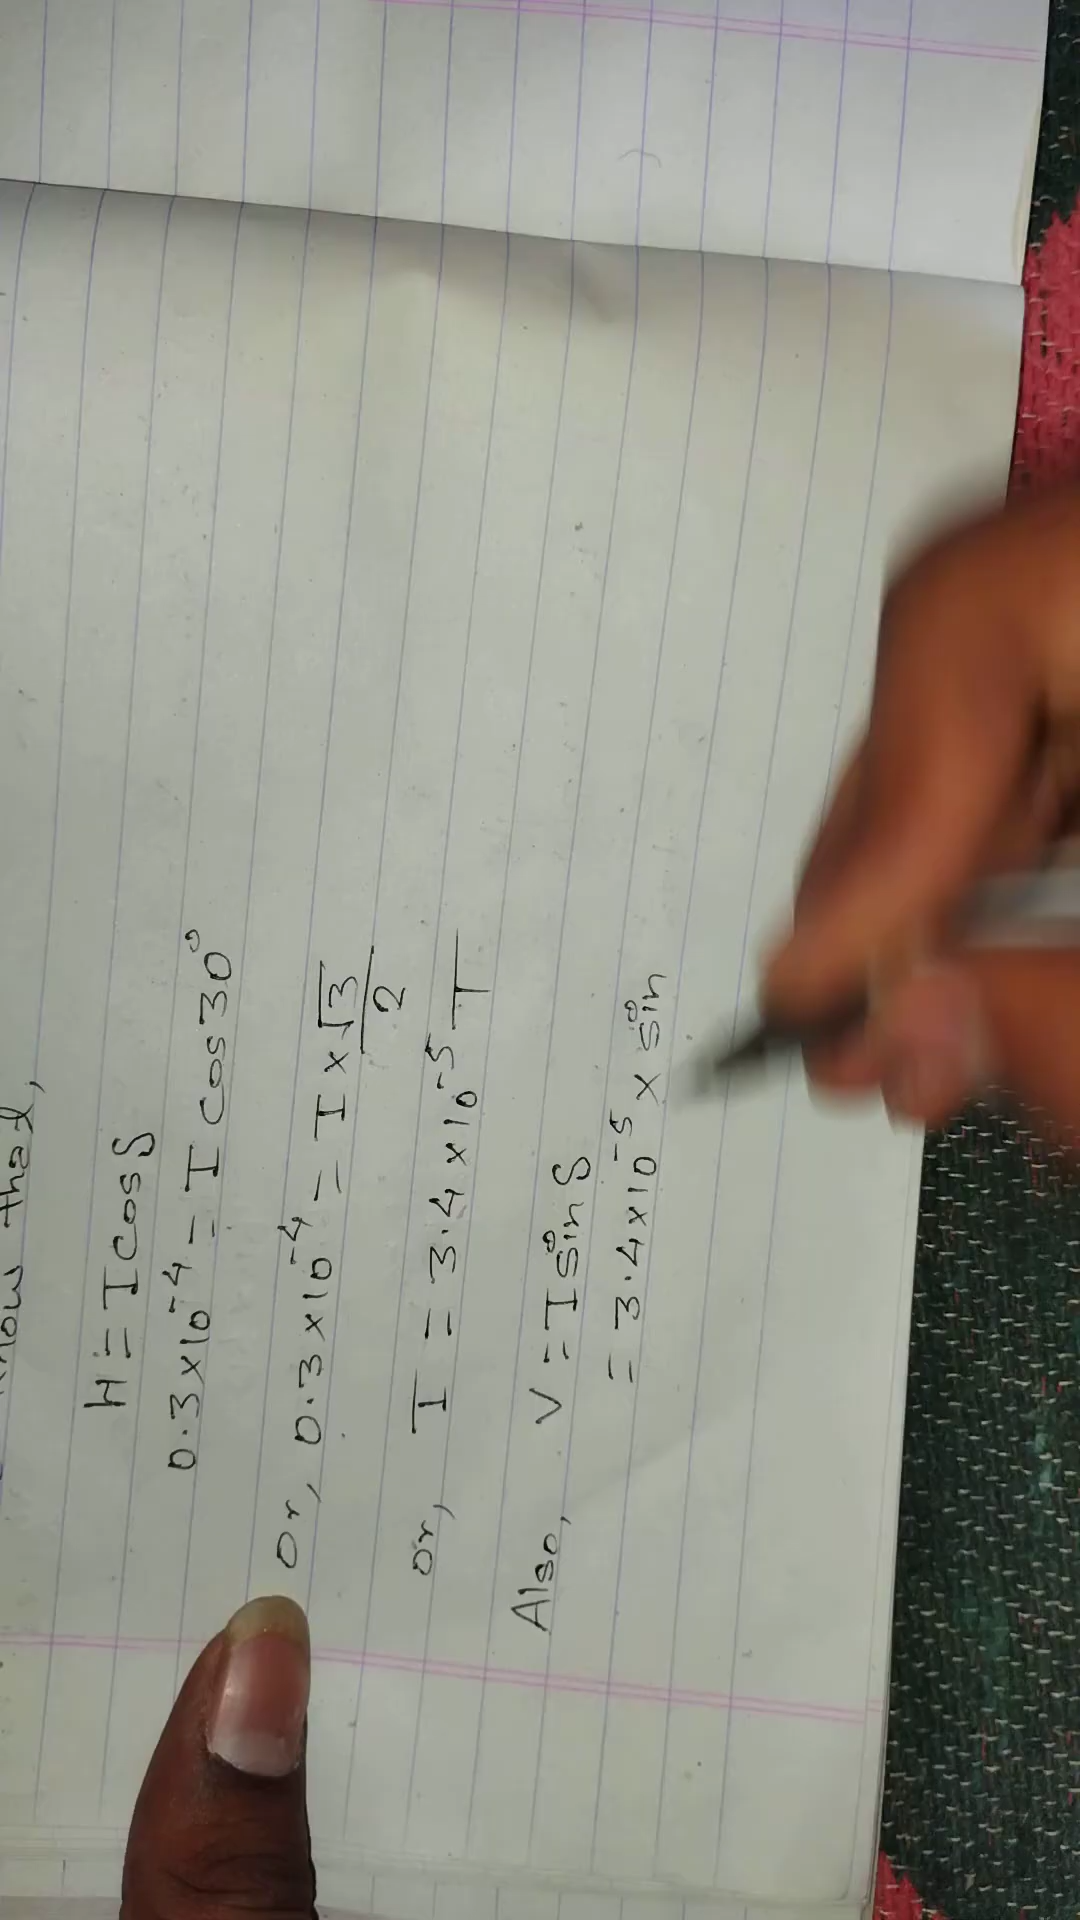 know that,
H = I cos δ
0.3 × 10⁻⁴ = I cos 30°
or, 0.3 × 10⁻⁴ = I × √3/2
or, I = 3.4 × 10⁻⁵ T
Also, V = I sin δ
= 3.4 × 10⁻⁵ × sin